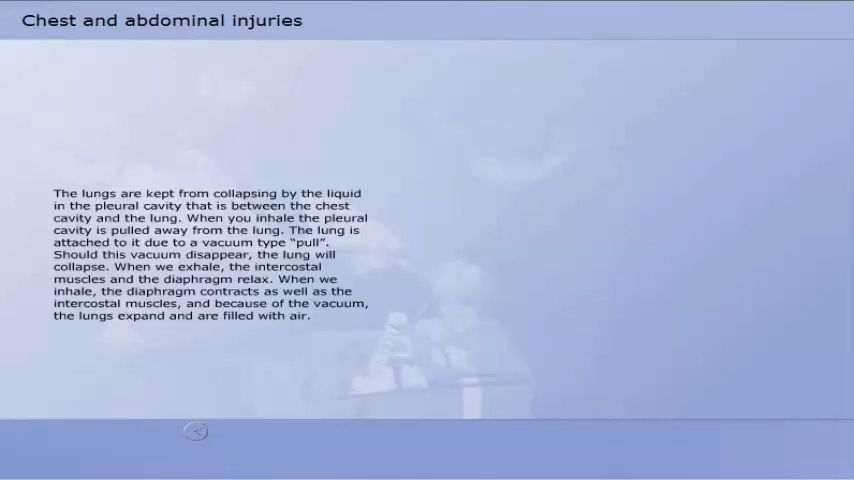 Chest and abdominal injuries
The lungs are kept from collapsing by the liquid
in the pleural cavity that is between the chest
cavity and the lung. When you inhale the pleural
cavity is pulled away from the lung. The lung is
attached to it due to a vacuum type “pull”.
Should this vacuum disappear, the lung will
collapse. When we exhale, the intercostal
muscles and the diaphragm relax. When we
inhale, the diaphragm contracts as well as the
intercostal muscles, and because of the vacuum,
the lungs expand and are filled with air.